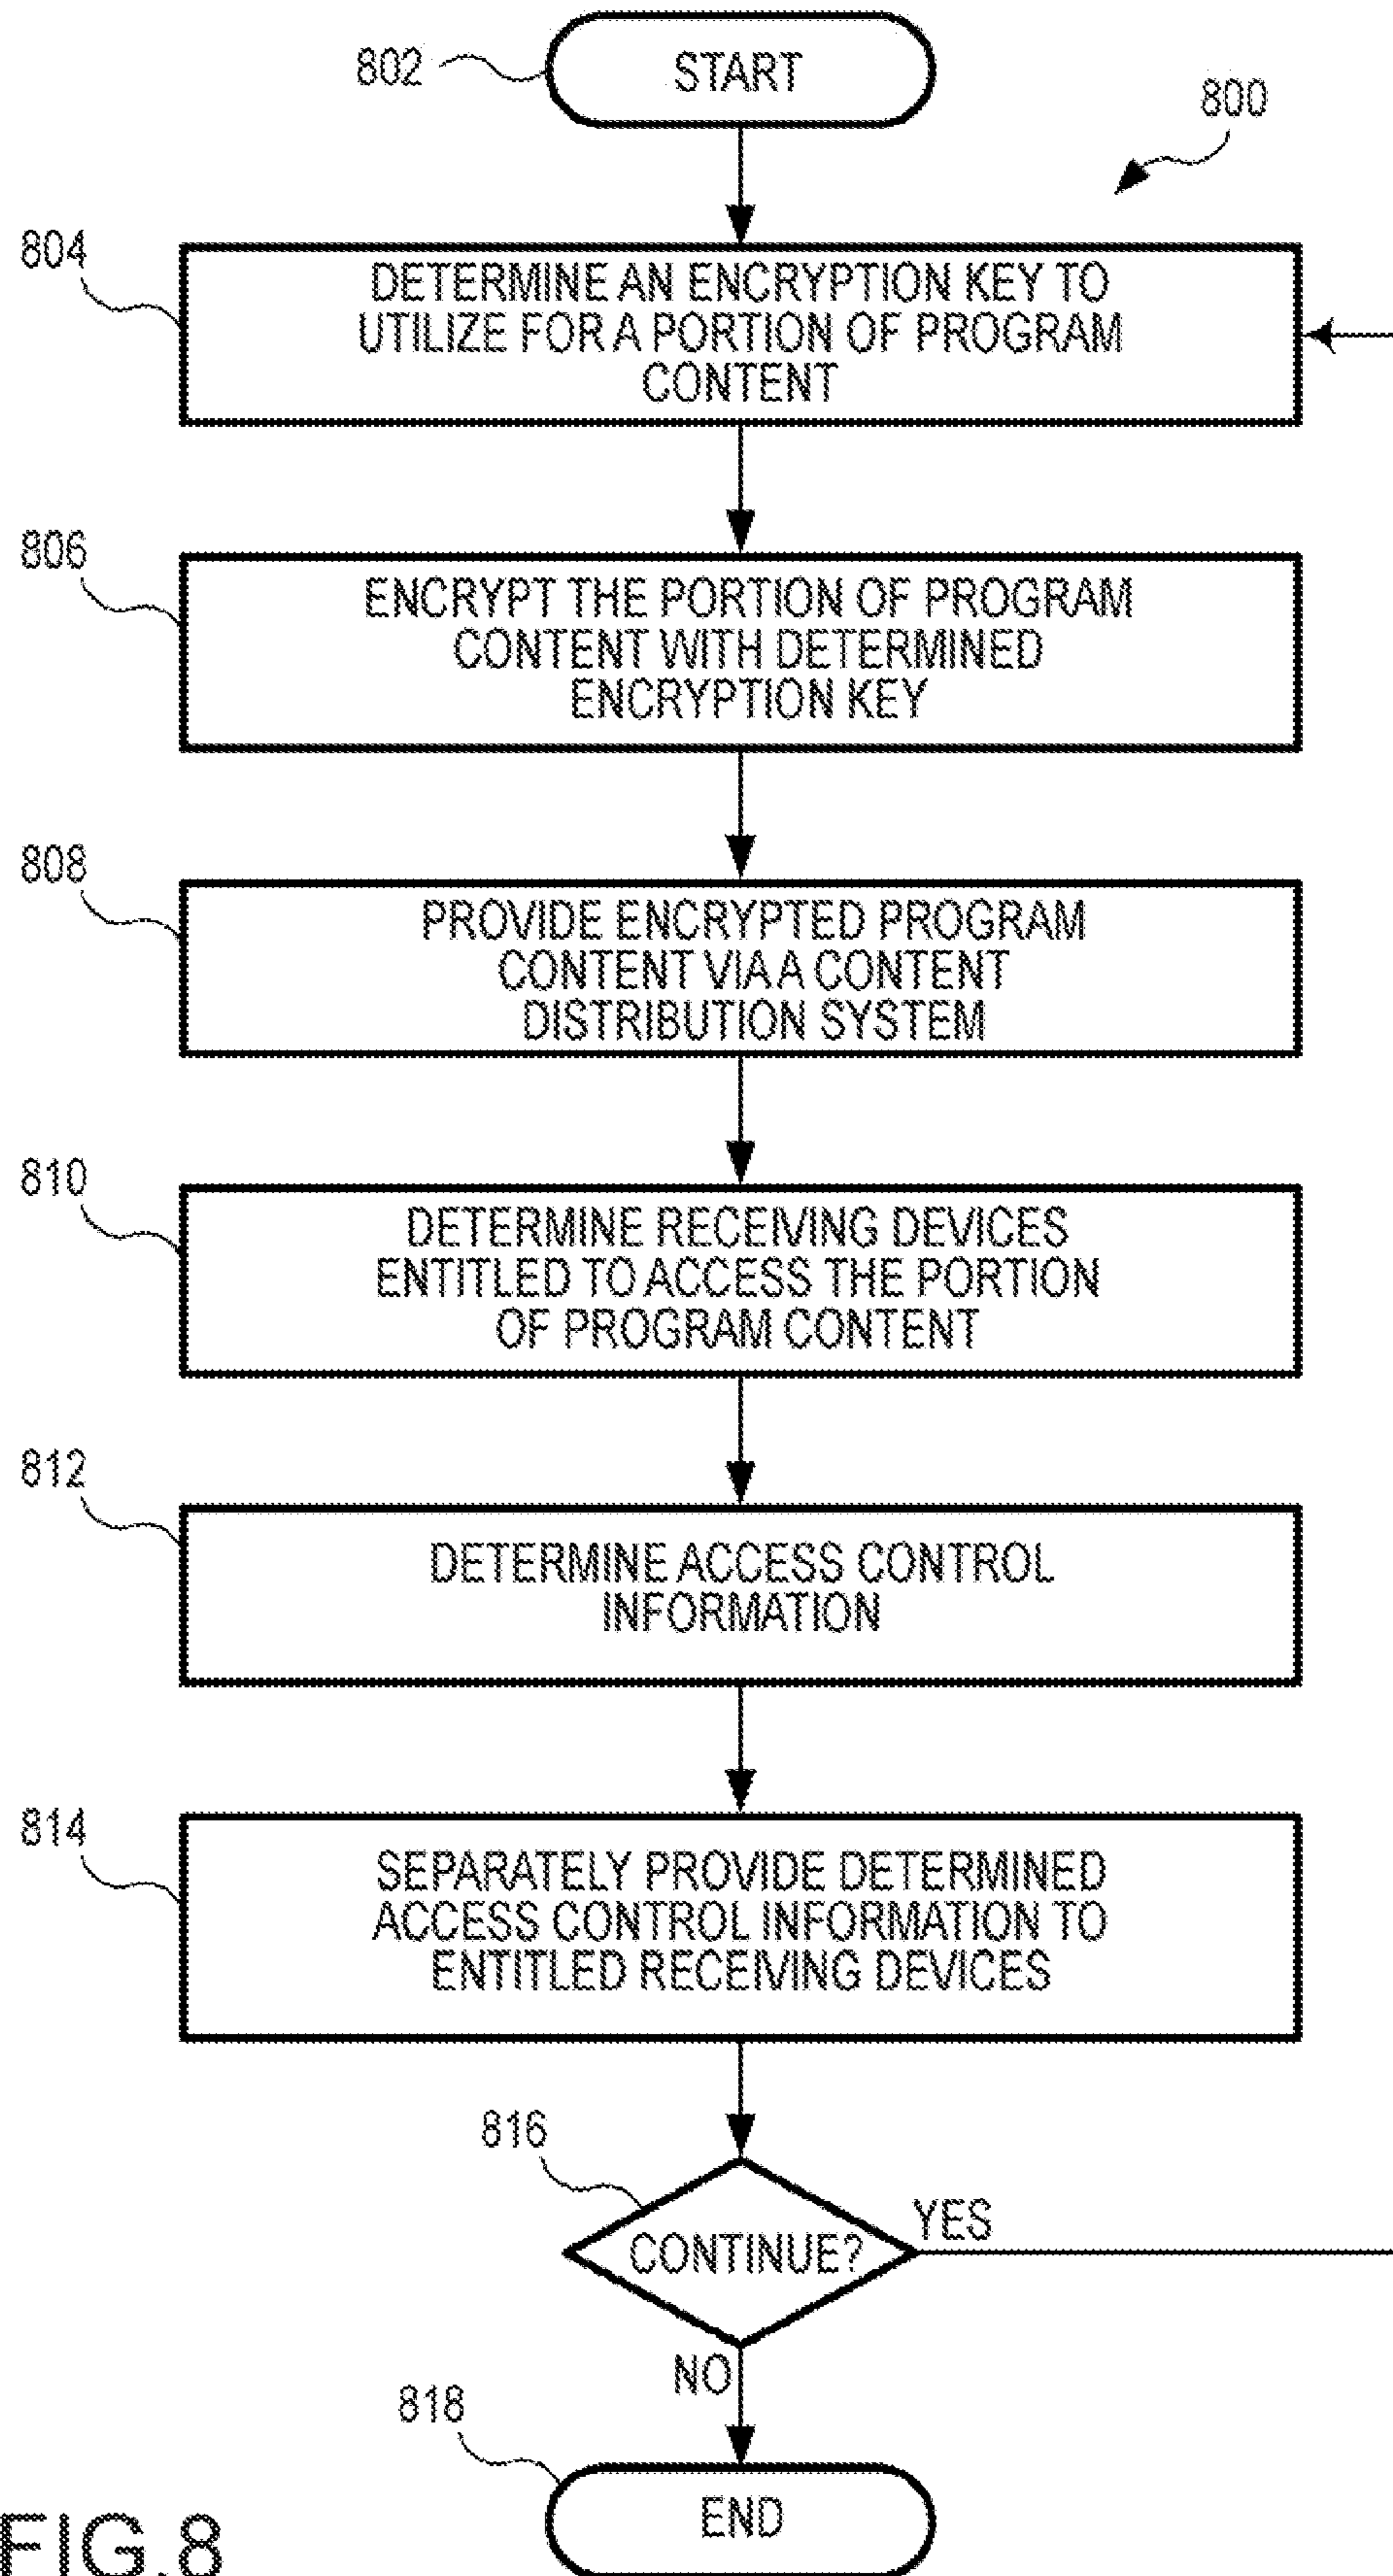 802
START
800
804
DETERMINE AN ENCRYPTION KEY TO
UTILIZE FOR A PORTION OF PROGRAM
CONTENT
806
ENCRYPT THE PORTION OF PROGRAM
CONTENT WITH DETERMINED
ENCRYPTION KEY
808
PROVIDE ENCRYPTED PROGRAM
CONTENT VIA A CONTENT
DISTRIBUTION SYSTEM
810
DETERMINE RECEIVING DEVICES
ENTITLED TO ACCESS THE PORTION
OF PROGRAM CONTENT
812
DETERMINE ACCESS CONTROL
INFORMATION
814
SEPARATELY PROVIDE DETERMINED
ACCESS CONTROL INFORMATION TO
ENTITLED RECEIVING DEVICES
816
CONTINUE?
YES
NO
818
END
FIG.8